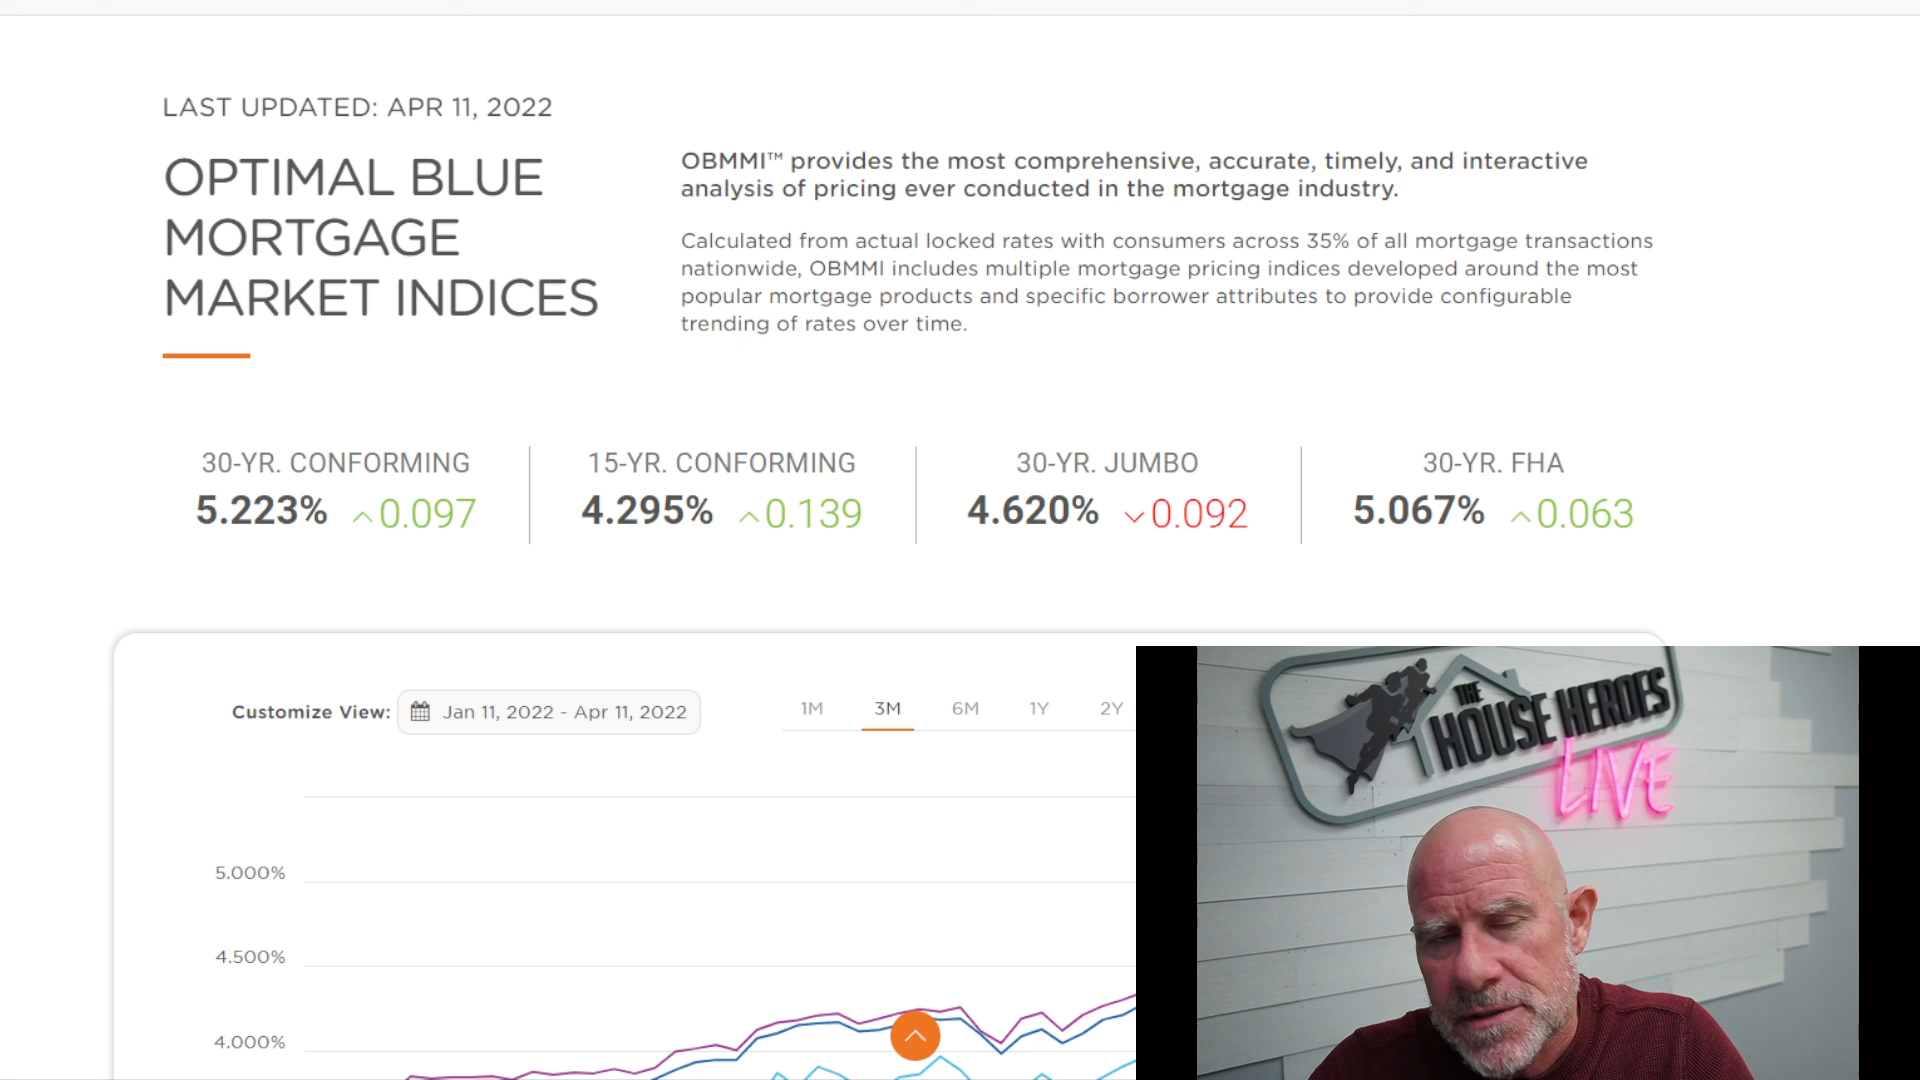 LAST UPDATED: APR 11, 2022
OPTIMAL BLUE
MORTGAGE
MARKET INDICES
OBMMI™ provides the most comprehensive, accurate, timely, and interactive
analysis of pricing ever conducted in the mortgage industry.
Calculated from actual locked rates with consumers across 35% of all mortgage transactions
nationwide, OBMMI includes multiple mortgage pricing indices developed around the most
popular mortgage products and specific borrower attributes to provide configurable
trending of rates over time.
30-YR. CONFORMING
5.223% 0.097
15-YR. CONFORMING
4.295% 0.139
30-YR. JUMBO
4.620% 0.092
30-YR. FHA
5.067% 0.063
Customize View: Jan 11, 2022 - Apr 11, 2022
1M 3M 6M 1Y 2Y
5.000%
4.500%
4.000%
THE
HOUSE HEROES
LIVE